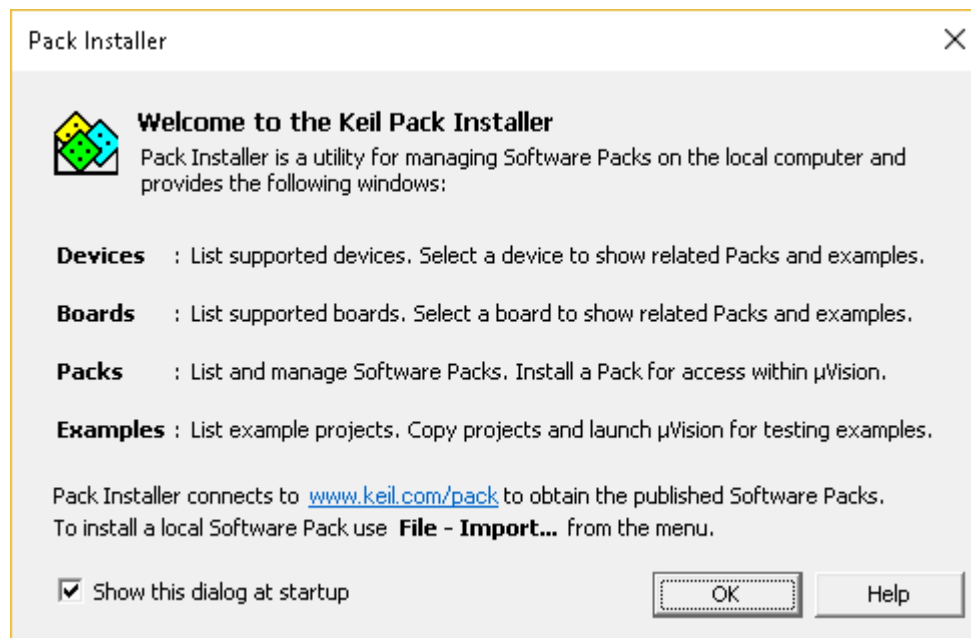 Pack Installer
Welcome to the Keil Pack Installer
Pack Installer is a utility for managing Software Packs on the local computer and
provides the following windows:
Devices : List supported devices. Select a device to show related Packs and examples.
Boards : List supported boards. Select a board to show related Packs and examples.
Packs : List and manage Software Packs. Install a Pack for access within µVision.
Examples : List example projects. Copy projects and launch µVision for testing examples.
Pack Installer connects to www.keil.com/pack to obtain the published Software Packs.
To install a local Software Pack use File - Import... from the menu.
Show this dialog at startup
OK
Help